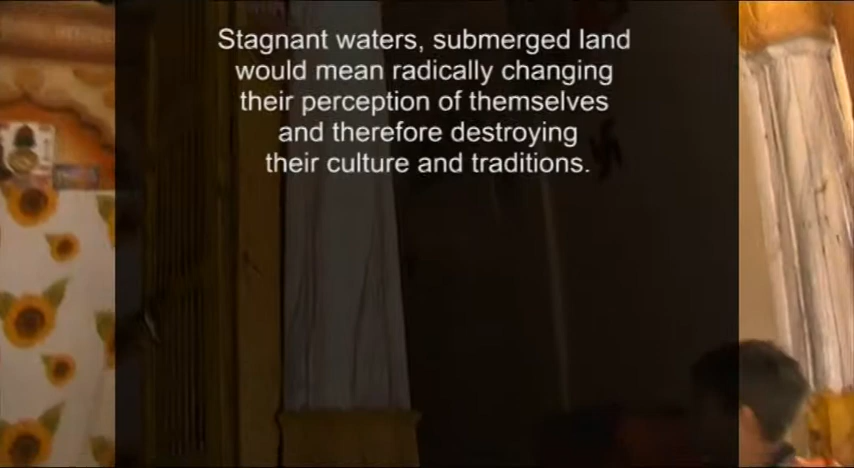 Stagnant waters, submerged land
would mean radically changing
their perception of themselves
and therefore destroying
their culture and traditions.